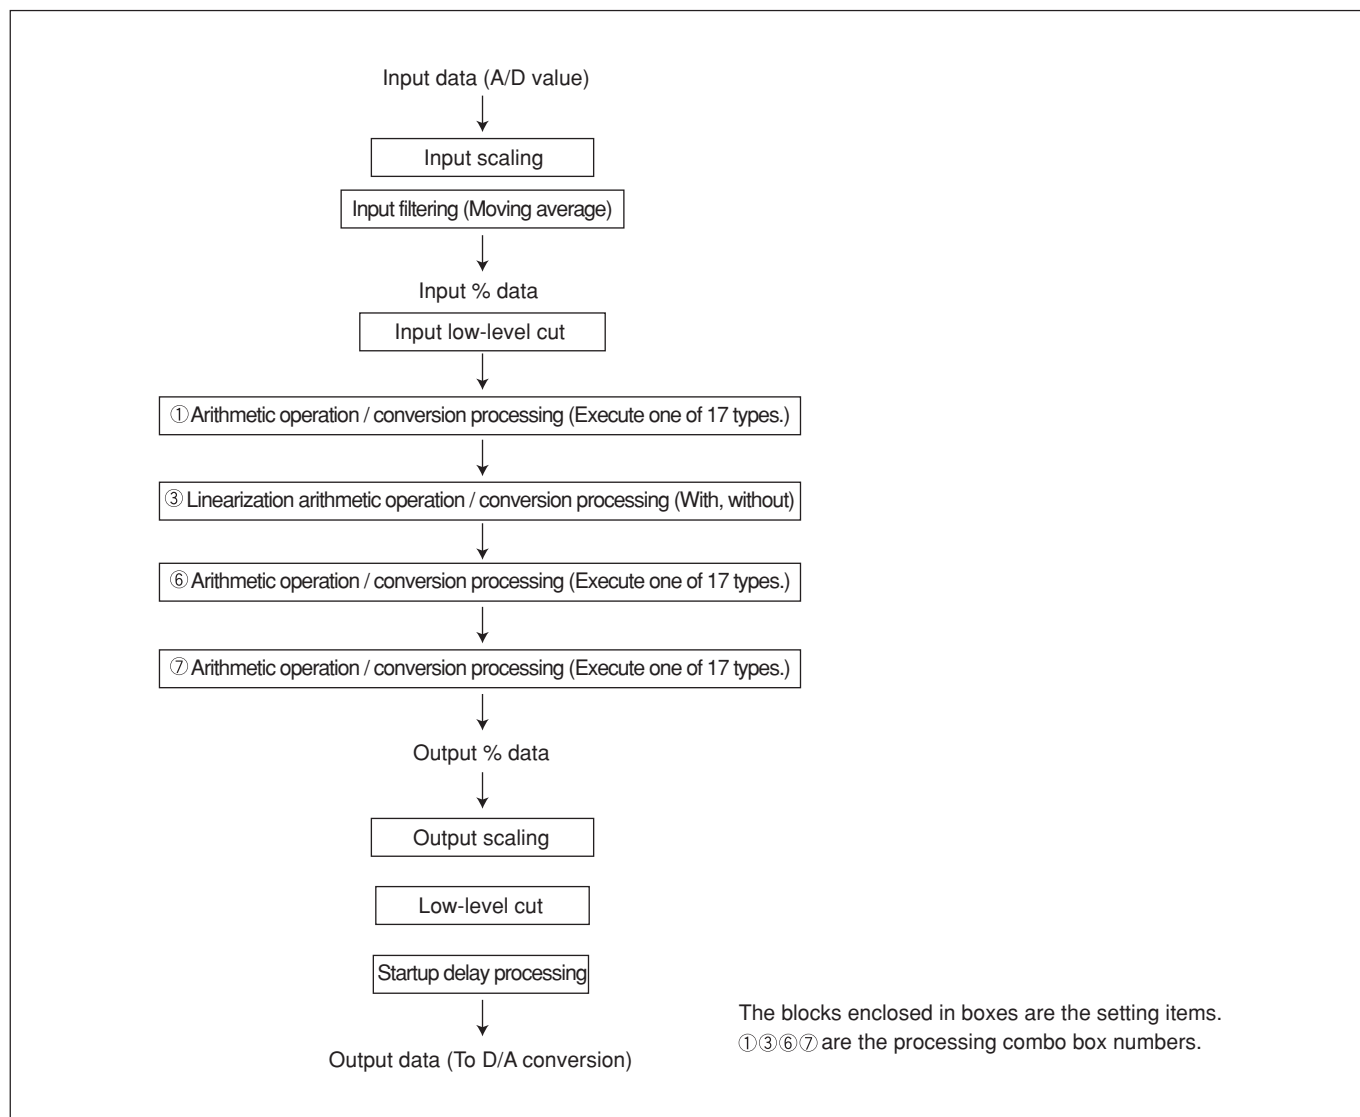 Input data (A/D value)
Input scaling
Input filtering (Moving average)
Input % data
Input low-level cut
①Arithmetic operation / conversion processing (Execute one of 17 types.)
③Linearization arithmetic operation / conversion processing (With, without)
⑥Arithmetic operation / conversion processing (Execute one of 17 types.)
⑦Arithmetic operation / conversion processing (Execute one of 17 types.)
Output % data
Output scaling
Low-level cut
Startup delay processing
Output data (To D/A conversion)
The blocks enclosed in boxes are the setting items.
①③⑥⑦are the processing combo box numbers.